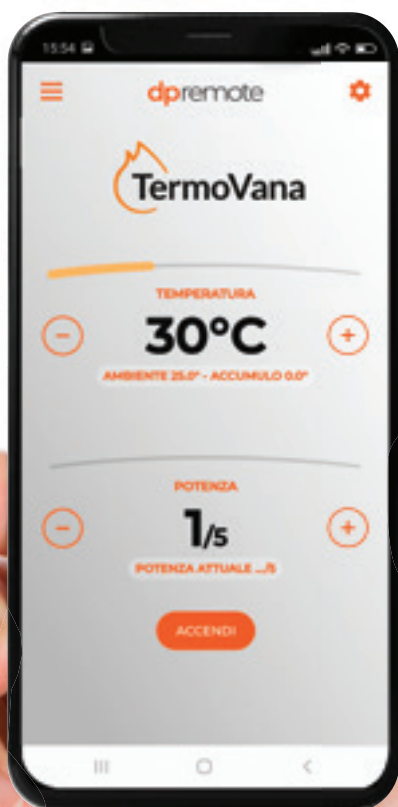 15:54
dpremote
TermoVana
TEMPERATURA
30°C
AMBIENTE 25.0° - ACCUMULO 0.0°
POTENZA
1/5
POTENZA ATTUALE .../5
ACCENDI